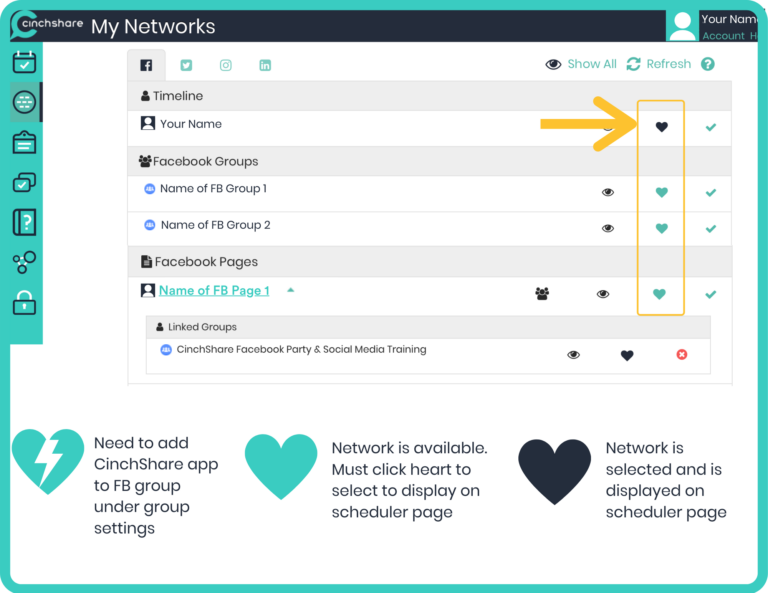 cinchshare
My Networks
Your Nam
Account H
Show All
Refresh
?
Timeline
Your Name
Facebook Groups
Name of FB Group 1
Name of FB Group 2
Facebook Pages
Name of FB Page 1
Linked Groups
CinchShare Facebook Party & Social Media Training
Need to add
CinchShare app
to FB group
under group
settings
Network is available.
Must click heart to
select to display on
scheduler page
Network is
selected and is
displayed on
scheduler page